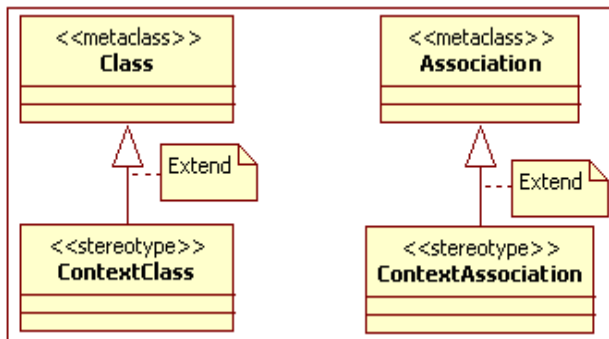 <<metaclass>>
Class
<<metaclass>>
Association
Extend
Extend
<<stereotype>>
ContextClass
<<stereotype>>
ContextAssociation